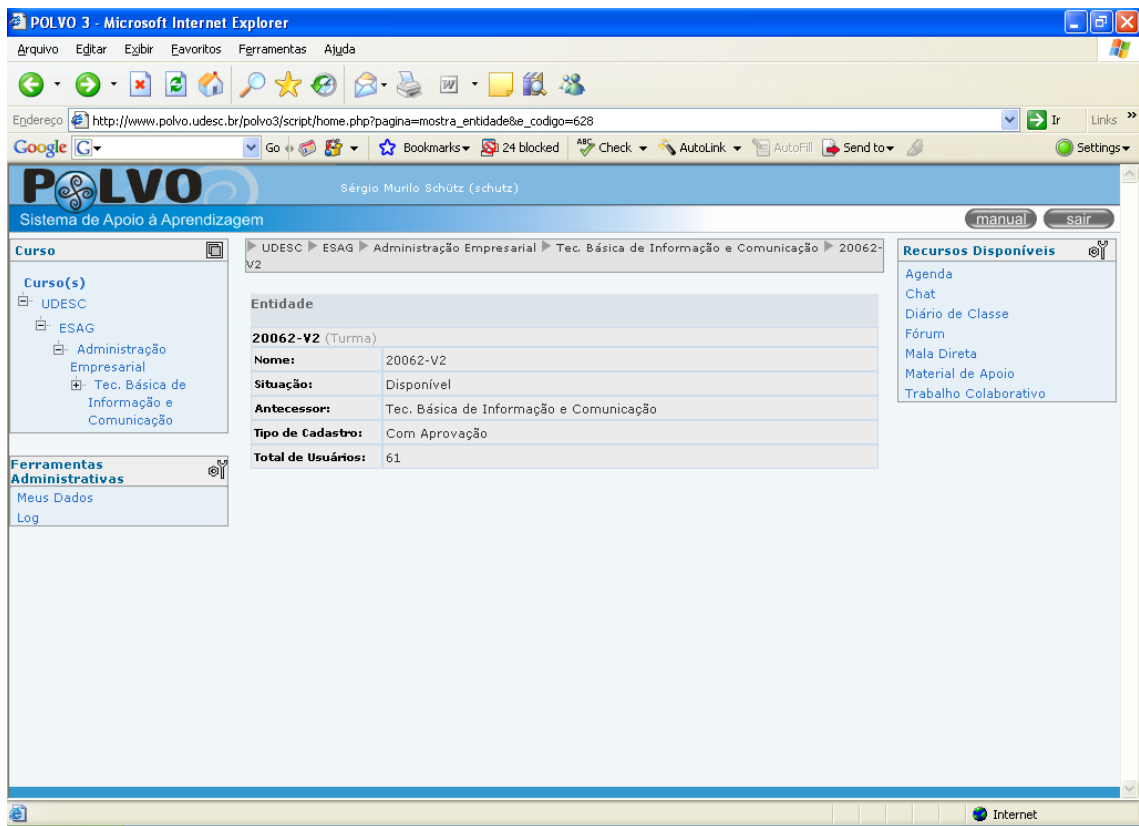 POLVO 3 - Microsoft Internet Explorer
Arquivo Editar Exibir Favoritos Ferramentas Ajuda
Endereço http://www.polvo.udesc.br/polvo3/script/home.php?pagina=mostra_entidade&e_codigo=628 Ir Links »
Google G Go Bookmarks 24 blocked ABC Check AutoLink AutoFill Send to Settings
POLVO
Sérgio Murilo Schütz (schutz)
Sistema de Apoio à Aprendizagem
manual sair
Curso
Curso(s)
UDESC
ESAG
Administração
Empresarial
Tec. Básica de
Informação e
Comunicação
Ferramentas
Administrativas
Meus Dados
Log
UDESC ESAG Administração Empresarial Tec. Básica de Informação e Comunicação 20062-
V2
Entidade
20062-V2 (Turma)
Nome: 20062-V2
Situação: Disponível
Antecessor: Tec. Básica de Informação e Comunicação
Tipo de Cadastro: Com Aprovação
Total de Usuários: 61
Recursos Disponíveis
Agenda
Chat
Diário de Classe
Fórum
Mala Direta
Material de Apoio
Trabalho Colaborativo
Internet